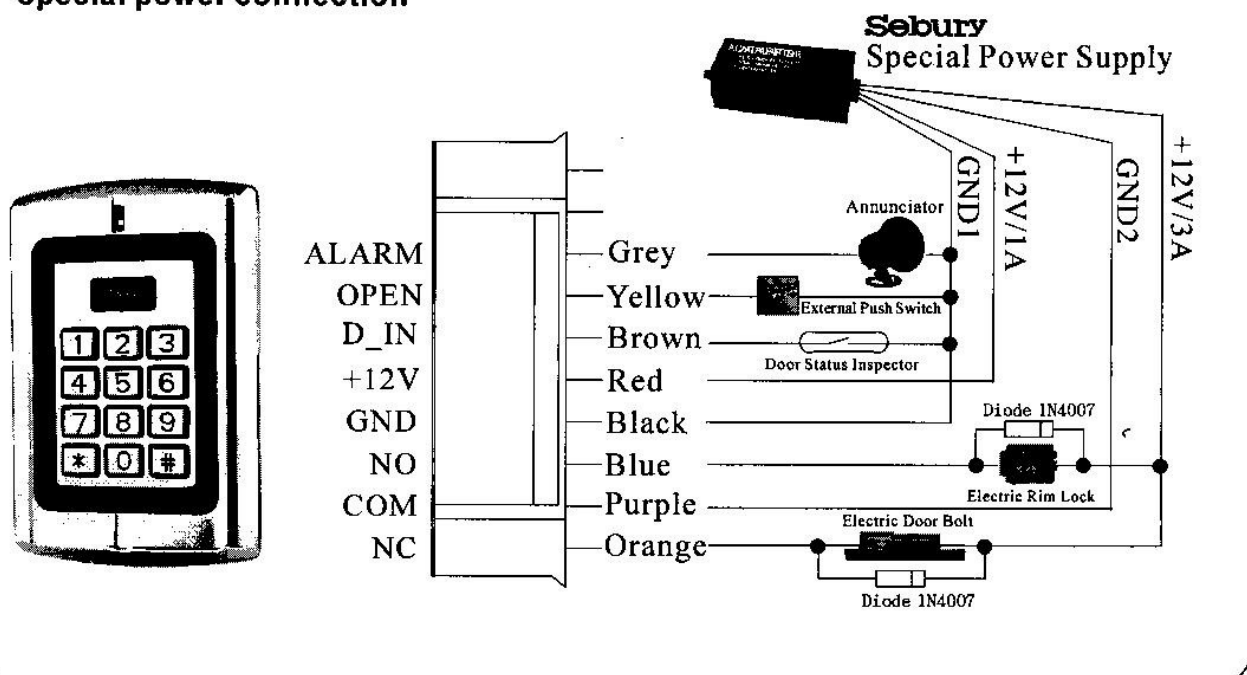 Special power connection
Sebury
Special Power Supply
GND1
+12V/1A
GND2
+12V/3A
Annunciator
ALARM
Grey
OPEN
Yellow
External Push Switch
D_IN
Brown
Door Status Inspector
+12V
Red
GND
Black
Diode 1N4007
NO
Blue
Electric Rim Lock
COM
Purple
Electric Door Bolt
NC
Orange
Diode 1N4007
1 2 3
4 5 6
7 8 9
* 0 #